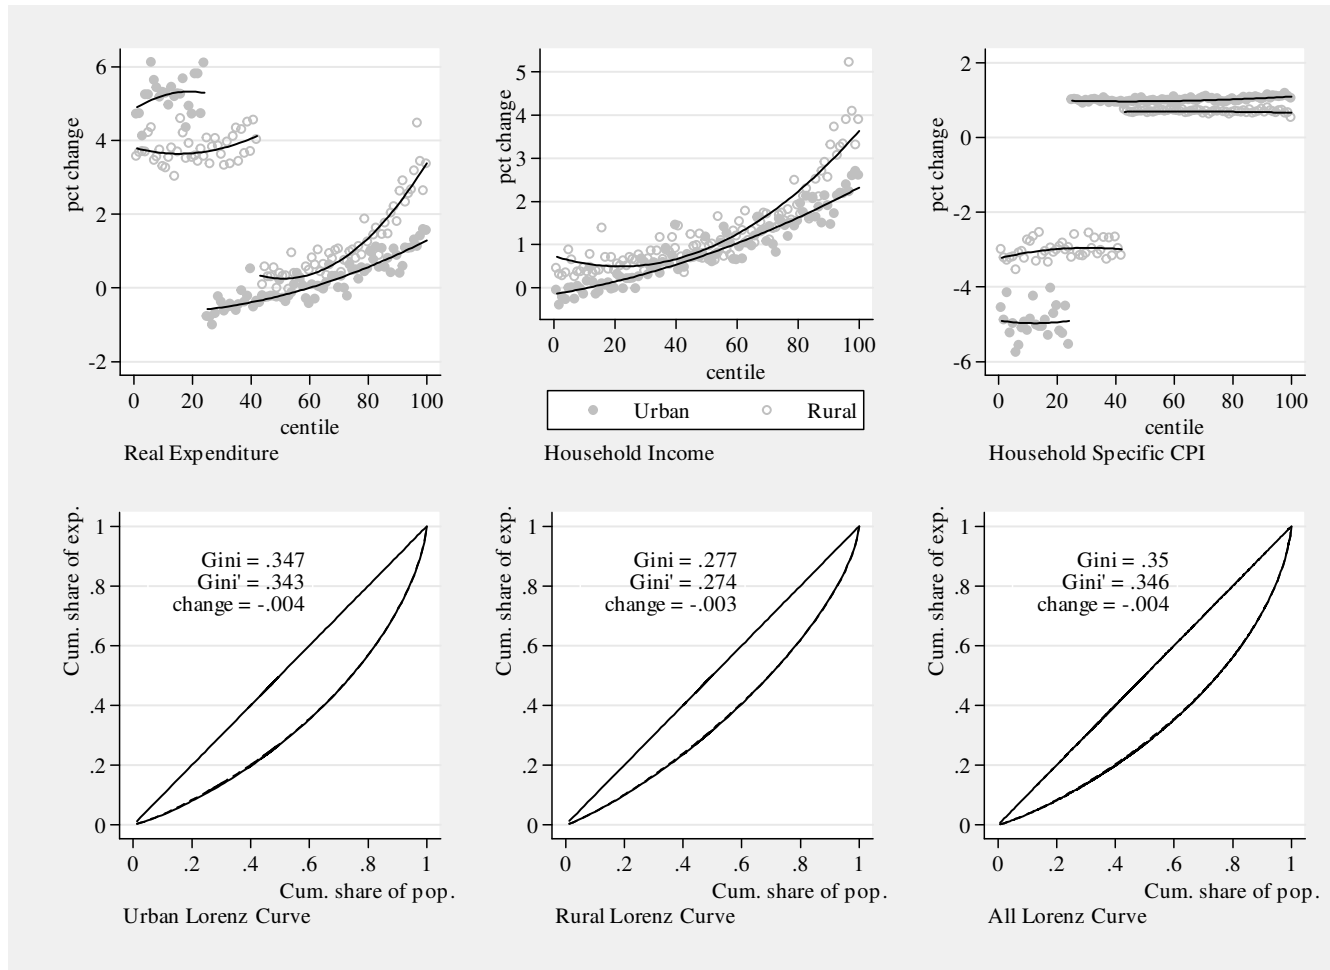 pct change
6
4
2
0
-2
0 20 40 60 80 100
centile
Real Expenditure
pct change
5
4
3
2
1
0
0 20 40 60 80 100
centile
Urban Rural
Household Income
pct change
2
0
-2
-4
-6
0 20 40 60 80 100
centile
Household Specific CPI
Cum. share of exp.
1
.8
.6
.4
.2
0
Gini = .347
Gini' = .343
change = -.004
0 .2 .4 .6 .8 1
Cum. share of pop.
Urban Lorenz Curve
Cum. share of exp.
1
.8
.6
.4
.2
0
Gini = .277
Gini' = .274
change = -.003
0 .2 .4 .6 .8 1
Cum. share of pop.
Rural Lorenz Curve
Cum. share of exp.
1
.8
.6
.4
.2
0
Gini = .35
Gini' = .346
change = -.004
0 .2 .4 .6 .8 1
Cum. share of pop.
All Lorenz Curve